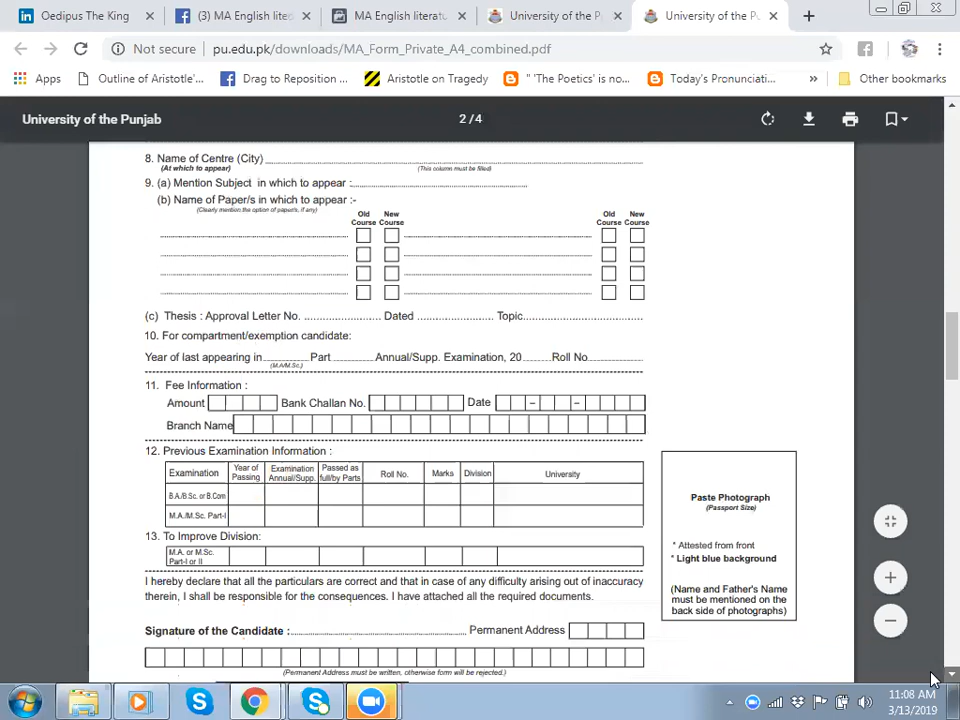 Oedipus The King
(3) MA English liter
MA English literatu
University of the P
University of the P
Not secure pu.edu.pk/downloads/MA_Form_Private_A4_combined.pdf
Apps Outline of Aristotle'... Drag to Reposition ... Aristotle on Tragedy " 'The Poetics' is no... Today's Pronunciati... » Other bookmarks
University of the Punjab 2/4
8. Name of Centre (City)
(At which to appear) (This column must be filled)
9. (a) Mention Subject in which to appear :
(b) Name of Paper/s in which to appear :-
(Clearly mention the option of paper/s, if any)
Old Course New Course Old Course New Course
(c) Thesis : Approval Letter No. Dated Topic
10. For compartment/exemption candidate:
Year of last appearing in Part Annual/Supp. Examination, 20 Roll No
(M.A/M.Sc.)
11. Fee Information :
Amount Bank Challan No. Date – –
Branch Name
12. Previous Examination Information :
Examination Year of Passing Examination Annual/Supp. Passed as full/by Parts Roll No. Marks Division University
B.A./B.Sc. or B.Com
M.A./M.Sc. Part-I
13. To Improve Division:
M.A. or M.Sc.
Part-I or II
Paste Photograph
(Passport Size)
* Attested from front
* Light blue background
(Name and Father's Name
must be mentioned on the
back side of photographs)
I hereby declare that all the particulars are correct and that in case of any difficulty arising out of inaccuracy
therein, I shall be responsible for the consequences. I have attached all the required documents.
Signature of the Candidate : Permanent Address
(Permanent Address must be written, otherwise form will be rejected.)
11:08 AM
3/13/2019